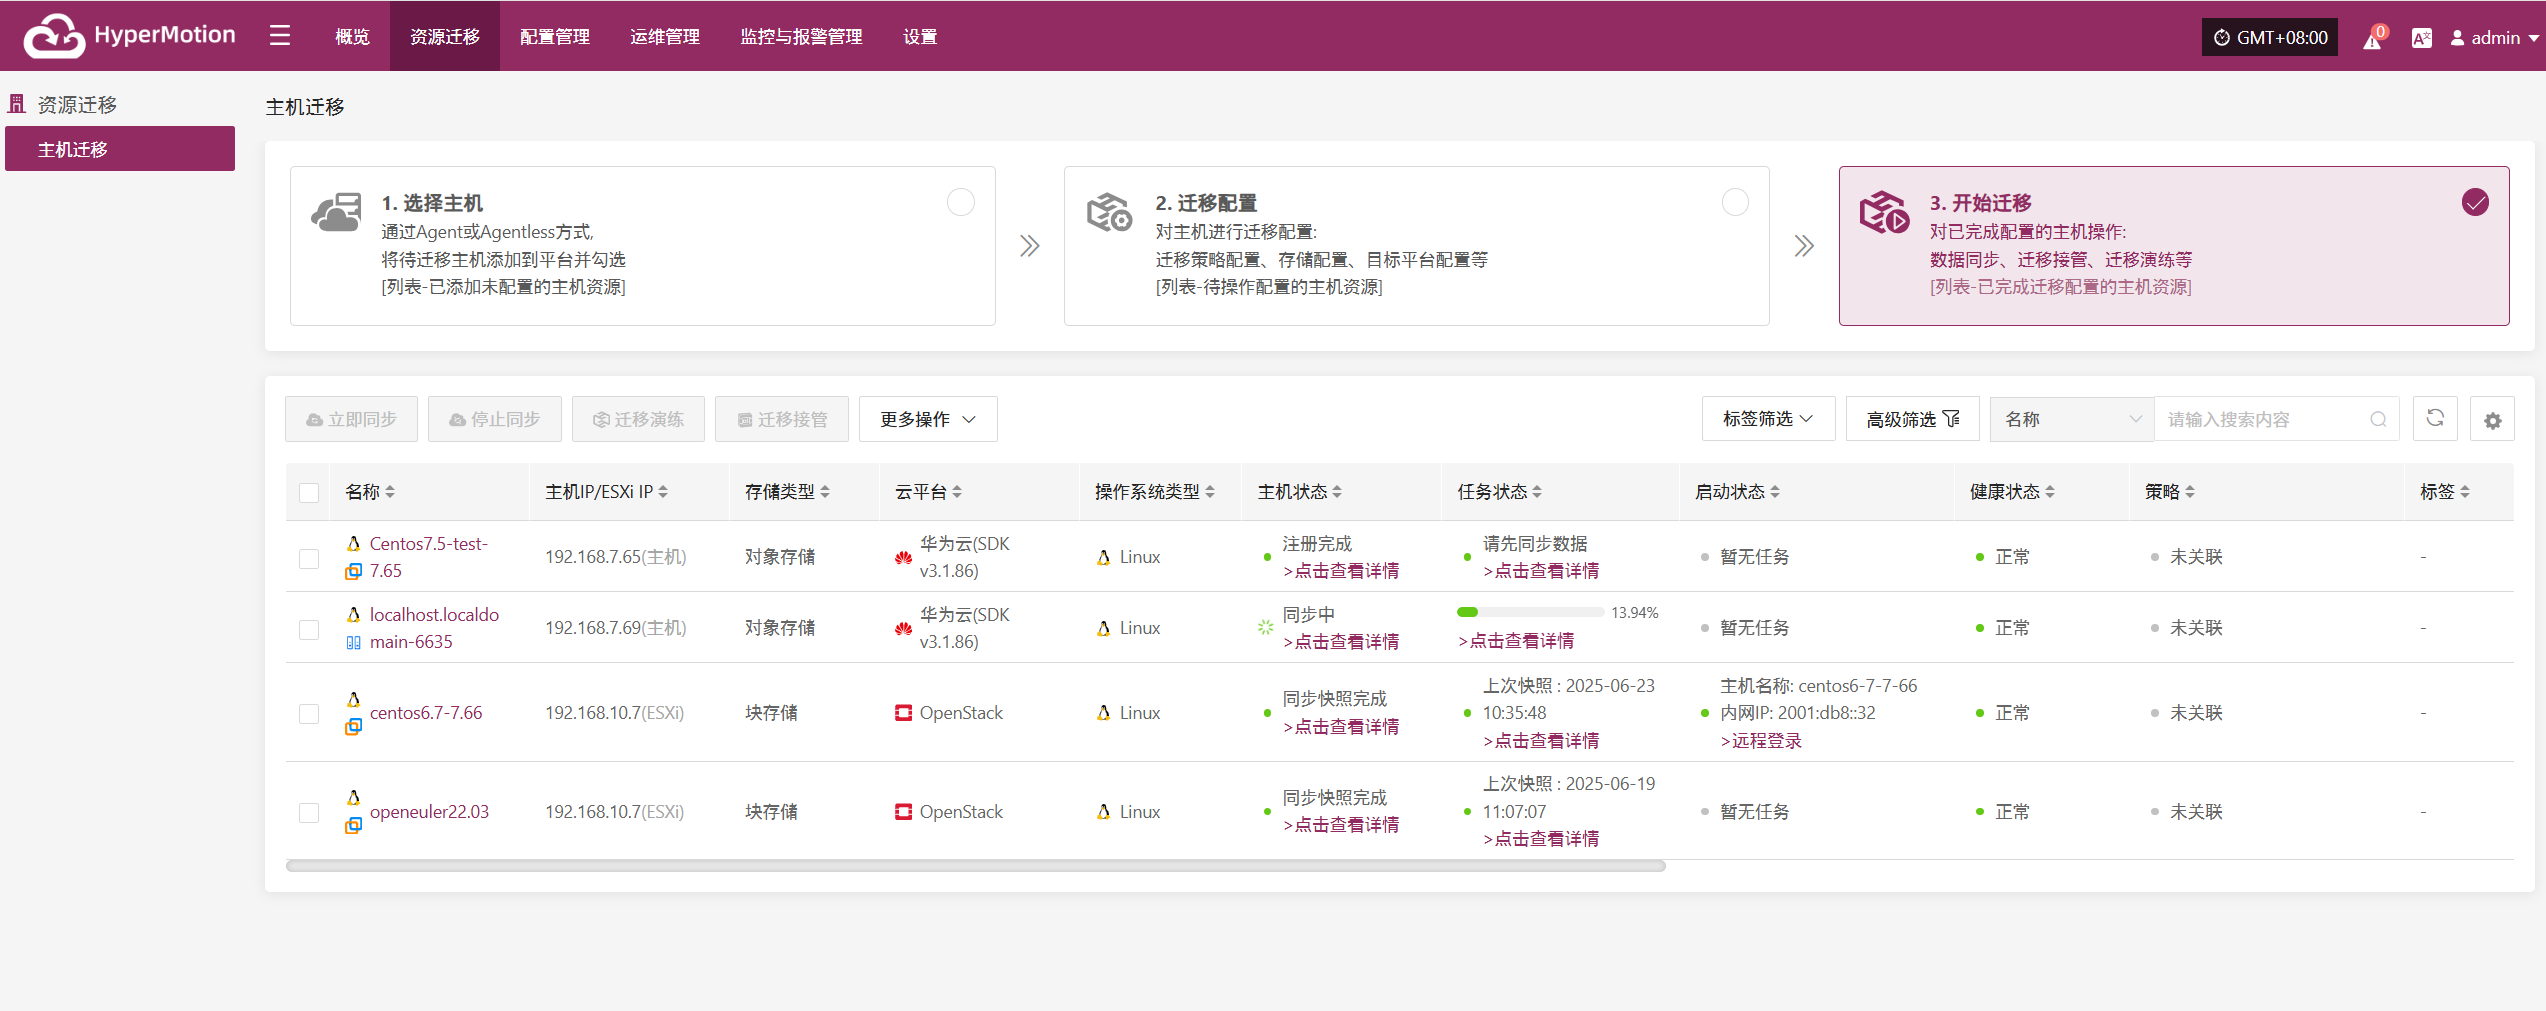 HyperMotion
概览
资源迁移
配置管理
运维管理
监控与报警管理
设置
GMT+08:00
0
admin
资源迁移
主机迁移
主机迁移
1. 选择主机
通过Agent或Agentless方式,
将待迁移主机添加到平台并勾选
[列表-已添加未配置的主机资源]
2. 迁移配置
对主机进行迁移配置:
迁移策略配置、存储配置、目标平台配置等
[列表-待操作配置的主机资源]
3. 开始迁移
对已完成配置的主机操作:
数据同步、迁移接管、迁移演练等
[列表-已完成迁移配置的主机资源]
立即同步
停止同步
迁移演练
迁移接管
更多操作
标签筛选
高级筛选
名称
请输入搜索内容
名称
主机IP/ESXi IP
存储类型
云平台
操作系统类型
主机状态
任务状态
启动状态
健康状态
策略
标签
Centos7.5-test-
7.65
192.168.7.65(主机)
对象存储
华为云(SDK
v3.1.86)
Linux
注册完成
>点击查看详情
请先同步数据
>点击查看详情
暂无任务
正常
未关联
-
localhost.localdo
main-6635
192.168.7.69(主机)
对象存储
华为云(SDK
v3.1.86)
Linux
同步中
>点击查看详情
13.94%
>点击查看详情
暂无任务
正常
未关联
-
centos6.7-7.66
192.168.10.7(ESXi)
块存储
OpenStack
Linux
同步快照完成
>点击查看详情
上次快照 : 2025-06-23
10:35:48
>点击查看详情
主机名称: centos6-7-7-66
内网IP: 2001:db8::32
>远程登录
正常
未关联
-
openeuler22.03
192.168.10.7(ESXi)
块存储
OpenStack
Linux
同步快照完成
>点击查看详情
上次快照 : 2025-06-19
11:07:07
>点击查看详情
暂无任务
正常
未关联
-